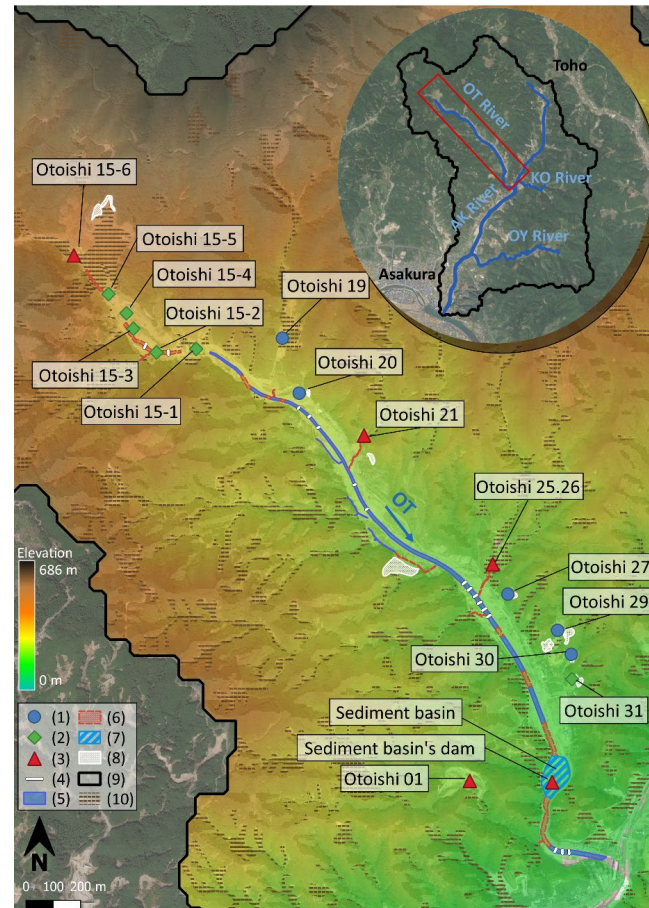 Toho
OT River
KO River
AK River
OY River
Asakura
Otoishi 15-6
Otoishi 15-5
Otoishi 15-4
Otoishi 19
Otoishi 15-2
Otoishi 20
Otoishi 15-3
Otoishi 15-1
Otoishi 21
OT
Otoishi 25.26
Elevation
686 m
Otoishi 27
Otoishi 29
Otoishi 30
0 m
Otoishi 31
Sediment basin
(1) (6)
(2) (7)
Sediment basin's dam
(3) (8)
Otoishi 01
(4) (9)
(5) (10)
N
0 100 200 m